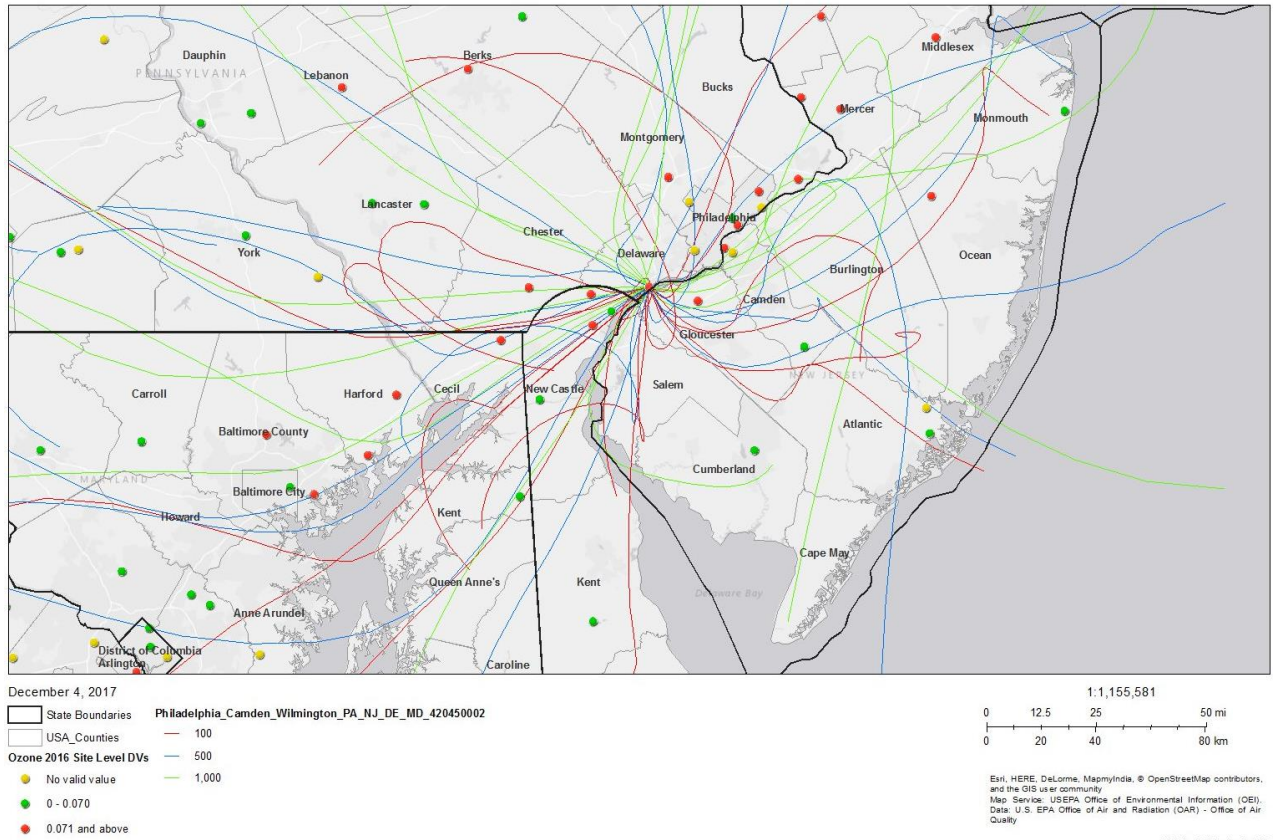 Dauphin
PENNSYLVANIA
Lebanon
Berks
Bucks
Middlesex
Mercer
Monmouth
Montgomery
Lancaster
Philadelphia
Chester
York
Delaware
Burlington
Ocean
Camden
Gloucester
NEW JERSEY
Carroll
Harford
Cecil
New Castle
Salem
Baltimore County
Atlantic
MARYLAND
Cumberland
Baltimore City
Howard
Kent
Cape May
Queen Anne's
Kent
Delaware Bay
Anne Arundel
District of Columbia
Arlington
Caroline
December 4, 2017
1:1,155,581
State Boundaries
USA_Counties
Ozone 2016 Site Level DVs
No valid value
0 - 0.070
0.071 and above
Philadelphia_Camden_Wilmington_PA_NJ_DE_MD_420450002
100
500
1,000
0 12.5 25 50 mi
0 20 40 80 km
Esri, HERE, DeLorme, MapmyIndia, © OpenStreetMap contributors,
and the GIS user community
Map Service: USEPA Office of Environmental Information (OEI).
Data: U.S. EPA Office of Air and Radiation (OAR) - Office of Air
Quality